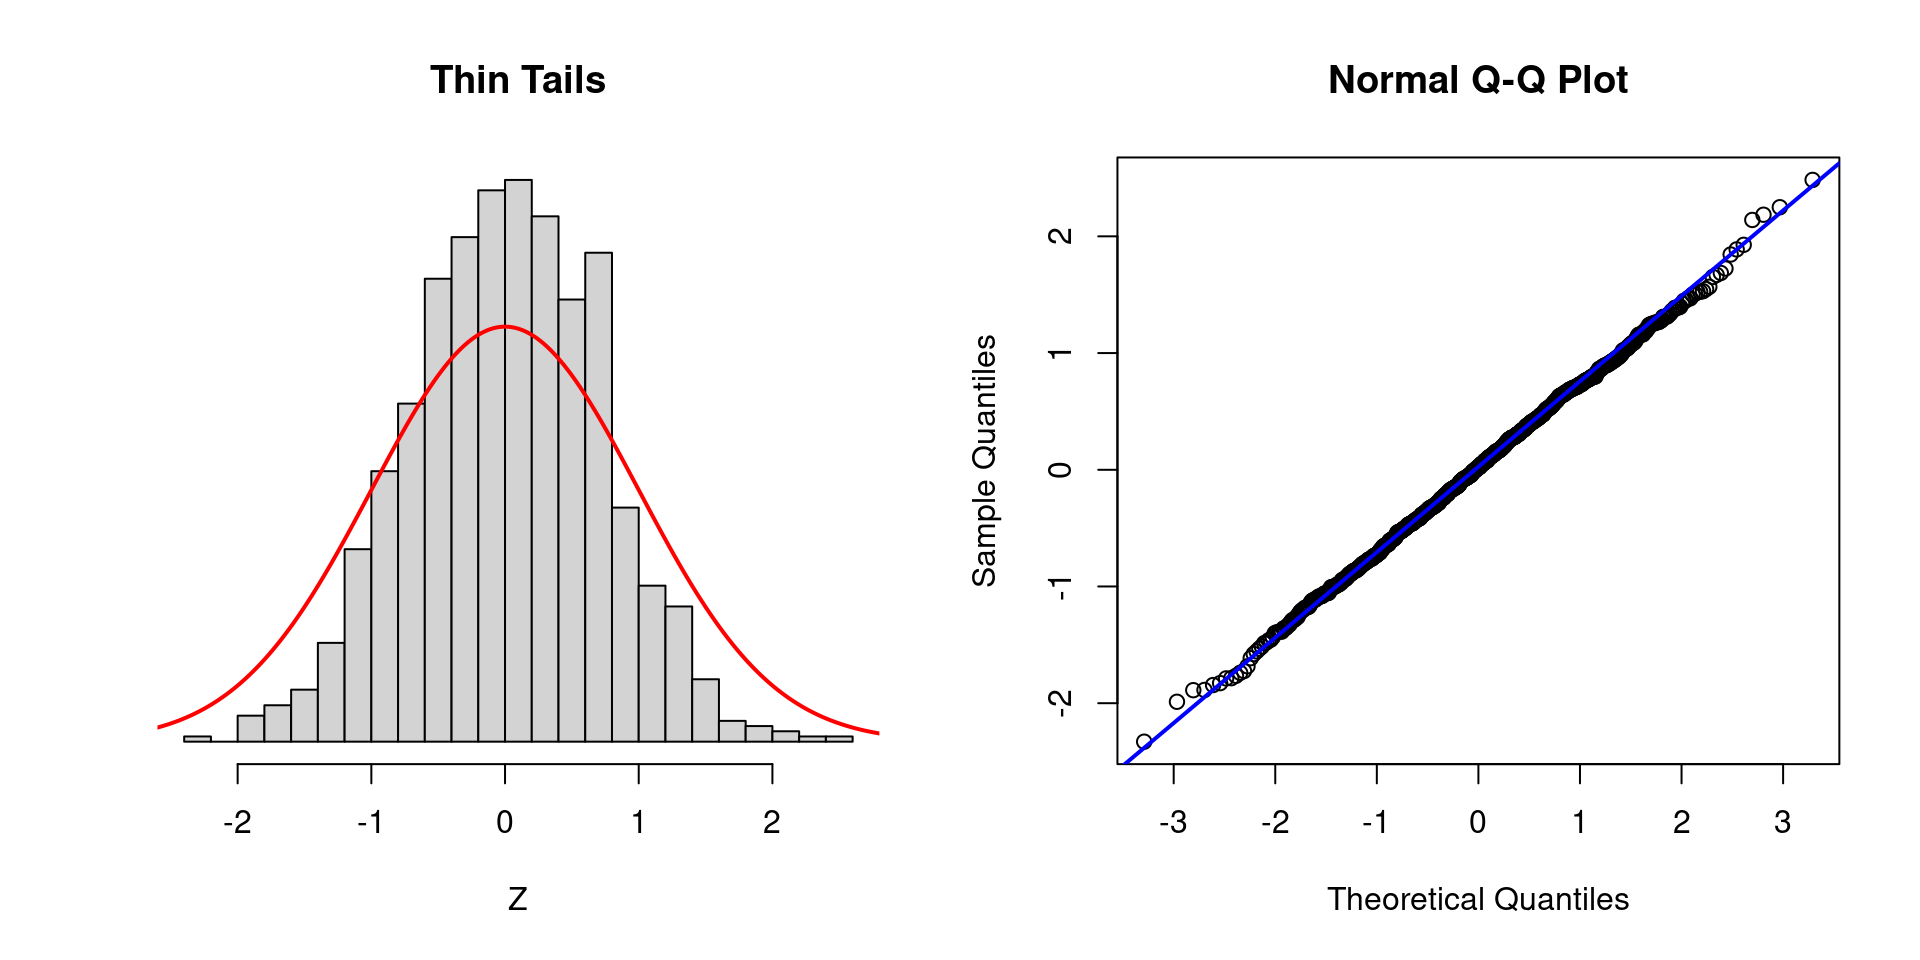 Thin Tails
-2 -1 0 1 2
Z
Normal Q-Q Plot
Sample Quantiles
2
1
0
-1
-2
-3 -2 -1 0 1 2 3
Theoretical Quantiles